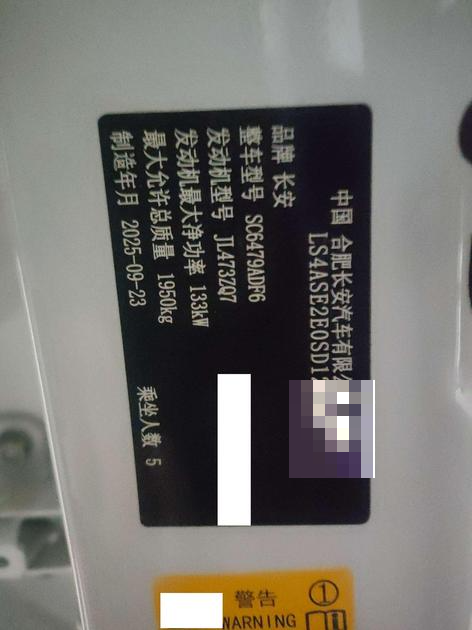 中国 合肥长安汽车有限
LS4ASE2E0SD1
品牌 长安
整车型号 SC6479ADF6
发动机型号 JL473ZQ7
发动机最大净功率 133kW
最大允许总质量 1950kg
制造年月 2025-09-23
乘坐人数 5
警告
WARNING
1